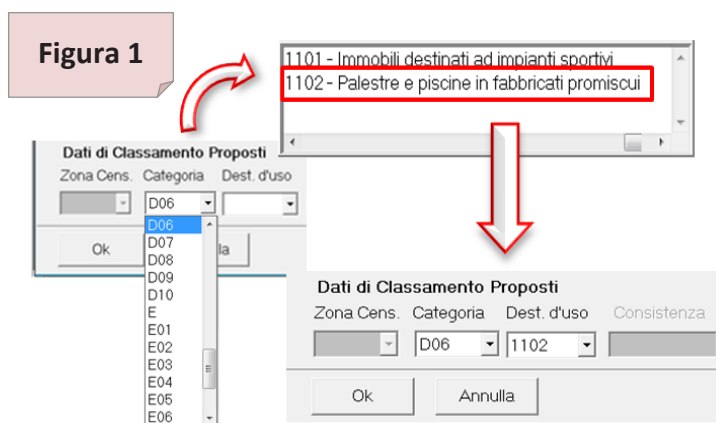 Figura 1
1101 - Immobili destinati ad impianti sportivi
1102 - Palestre e piscine in fabbricati promiscui
Dati di Classamento Proposti
Zona Cens. Categoria Dest. d'uso
D06
Ok la
D06
D07
D08
D09
D10
E
E01
E02
E03
E04
E05
E06
Dati di Classamento Proposti
Zona Cens. Categoria Dest. d'uso Consistenza
D06 1102
Ok Annulla